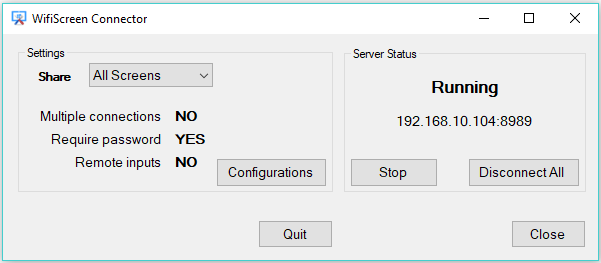 WifiScreen Connector
Settings
Share All Screens
Multiple connections NO
Require password YES
Remote inputs NO
Configurations
Server Status
Running
192.168.10.104:8989
Stop Disconnect All
Quit Close